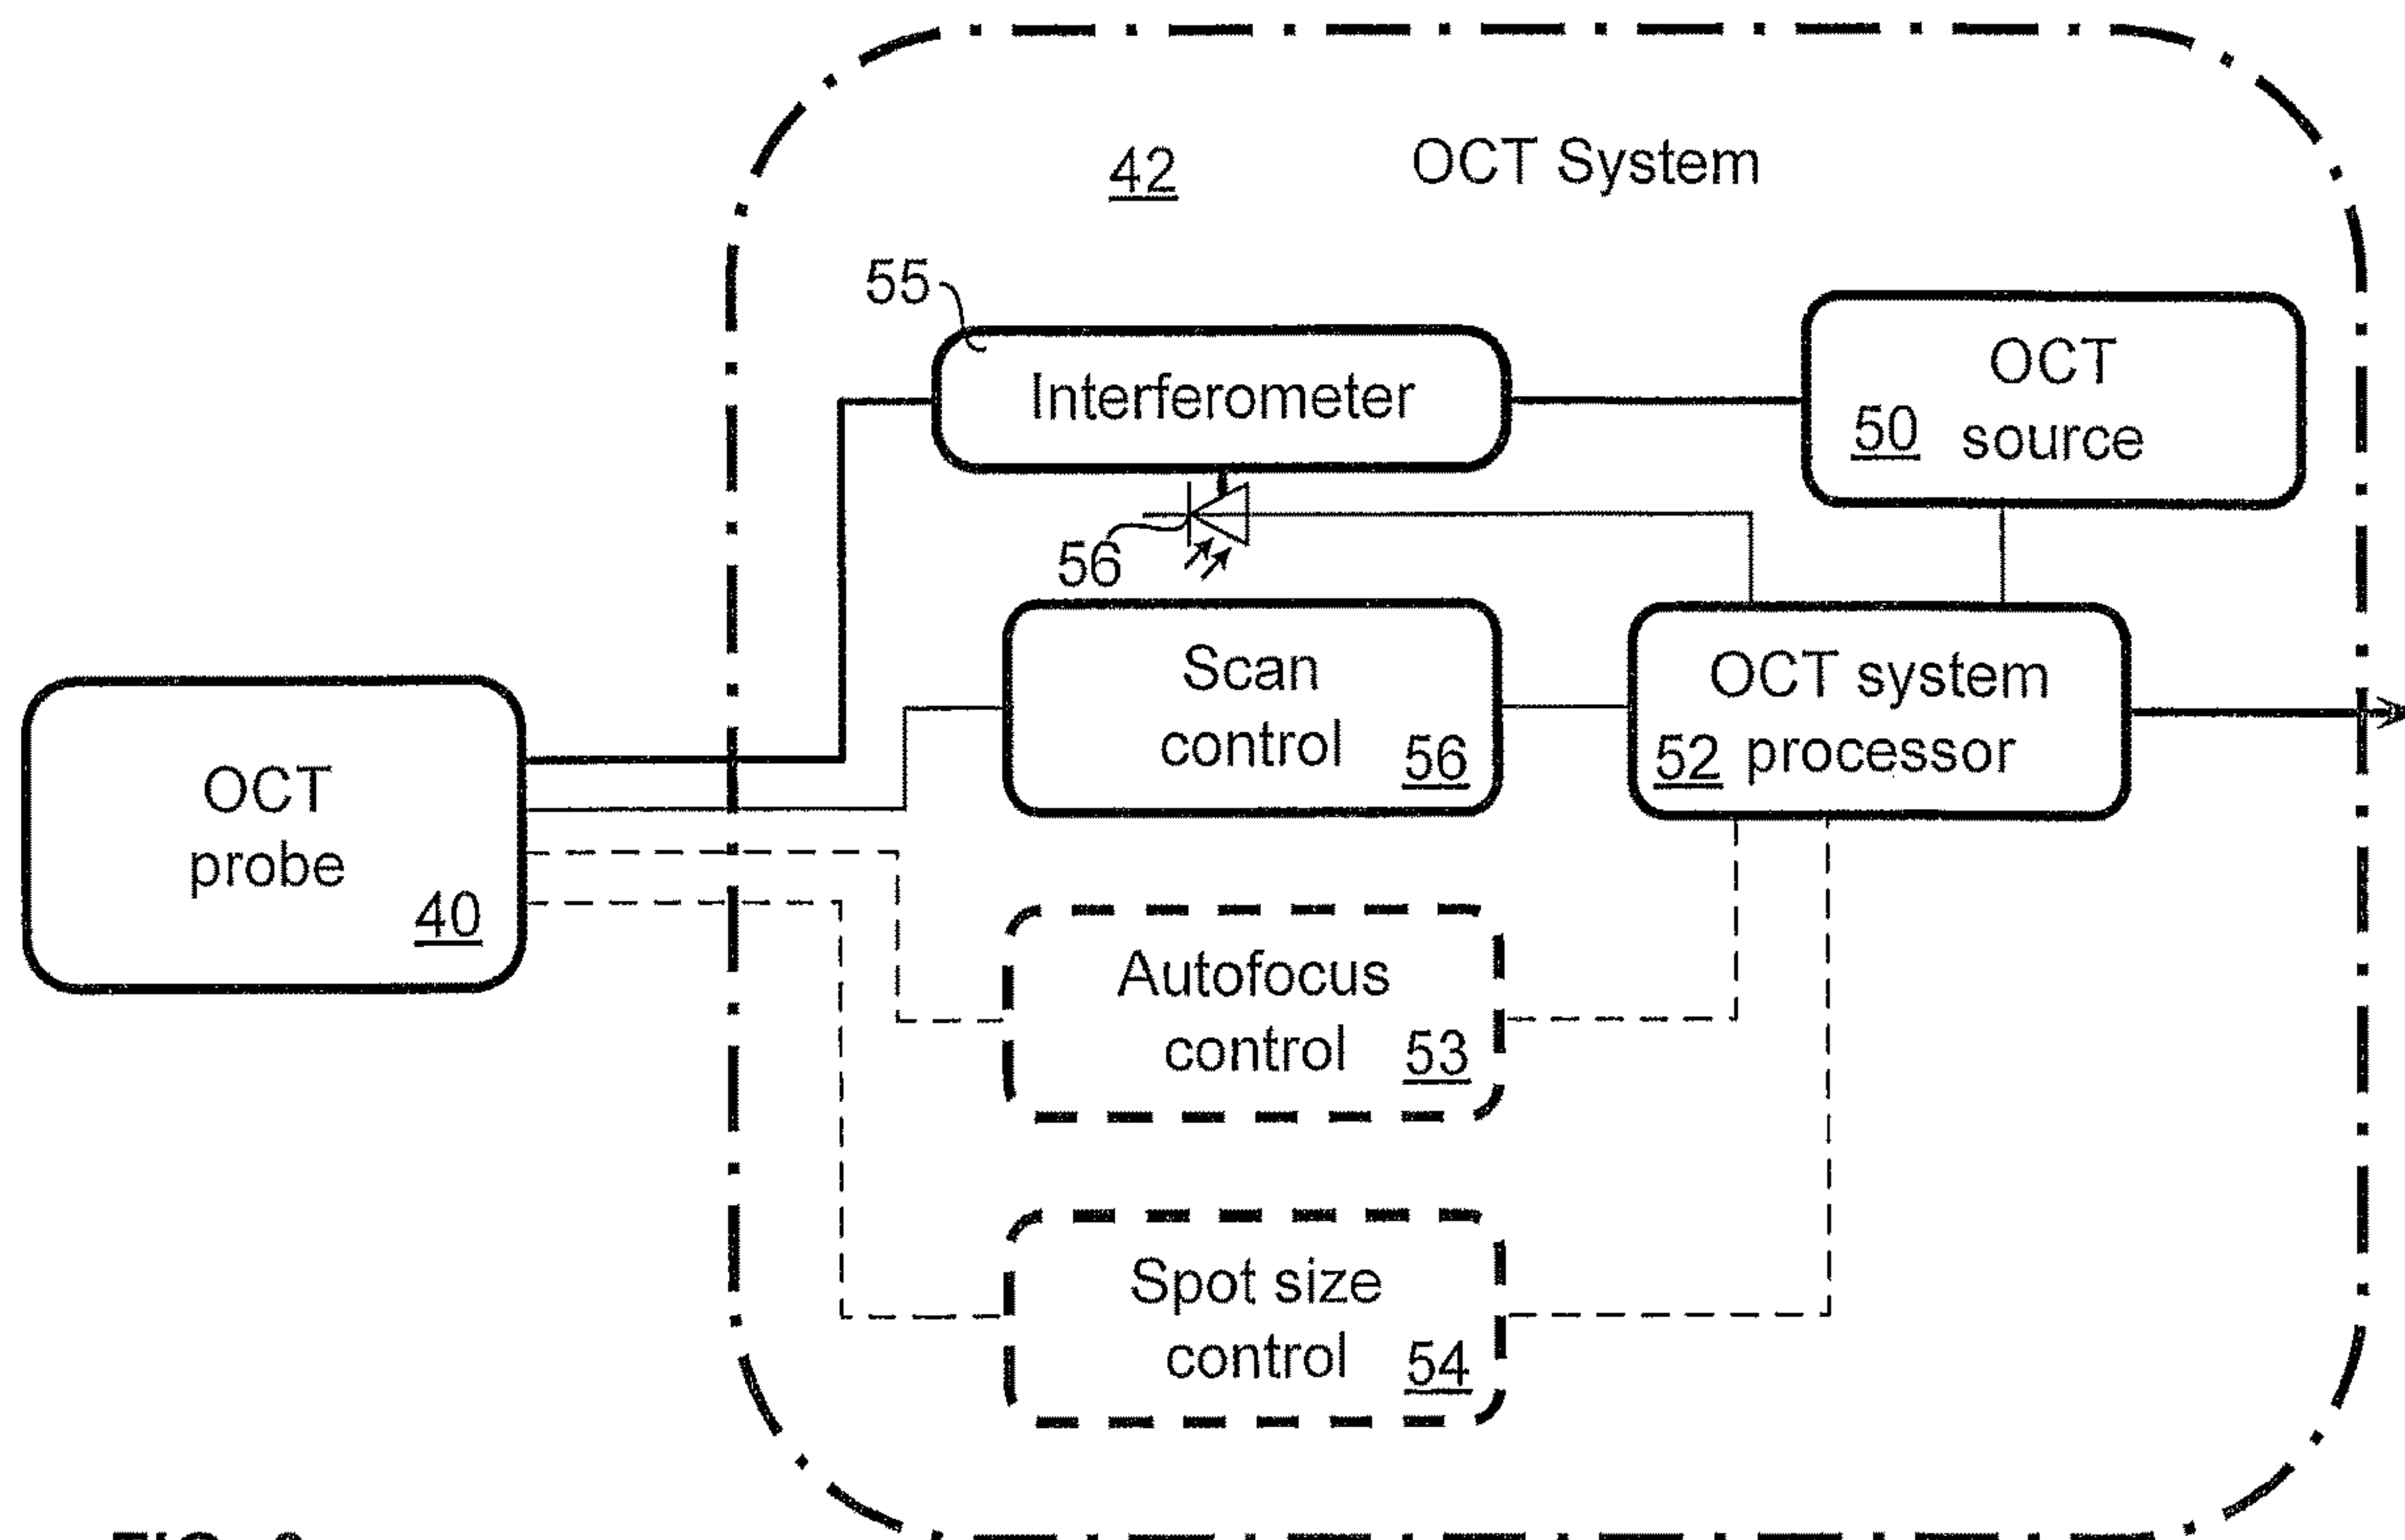 42
OCT System
55
Interferometer
OCT
source
50
56
Scan
control
56
OCT system
processor
52
OCT
probe
40
Autofocus
control
53
Spot size
control
54